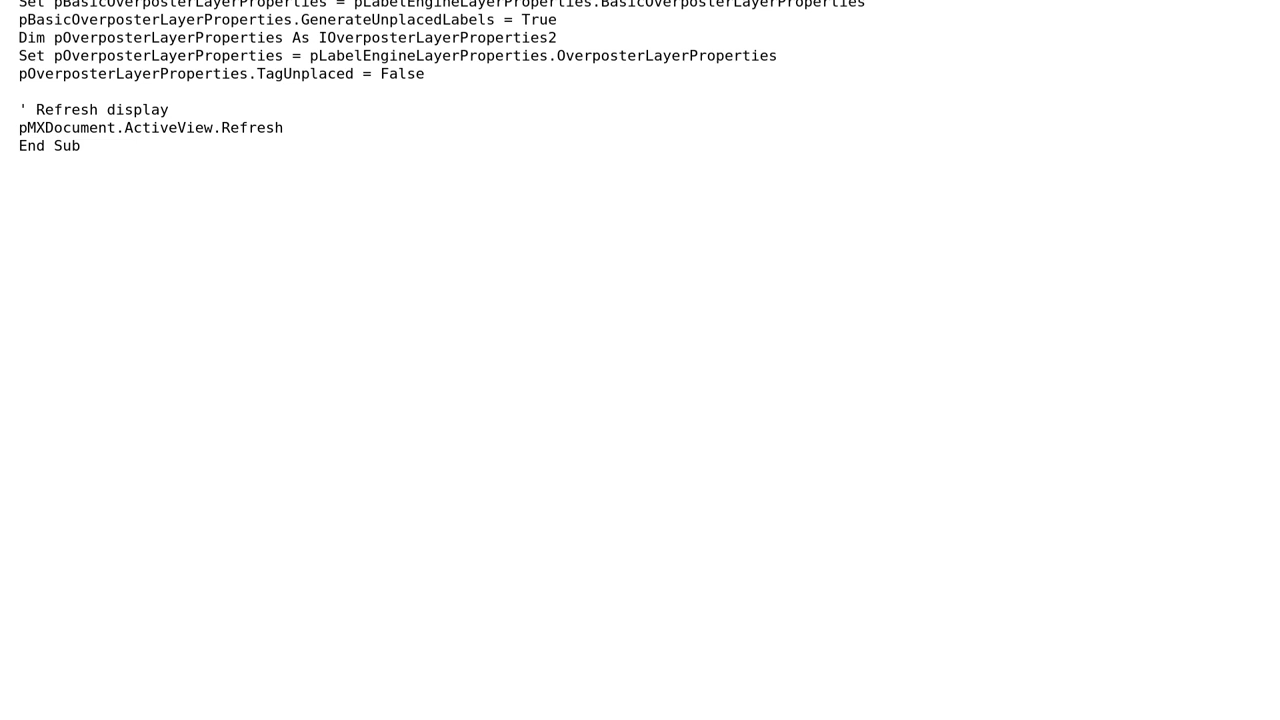 Set pBasicOverposterLayerProperties = pLabelEngineLayerProperties.BasicOverposterLayerProperties
pBasicOverposterLayerProperties.GenerateUnplacedLabels = True
Dim pOverposterLayerProperties As IOverposterLayerProperties2
Set pOverposterLayerProperties = pLabelEngineLayerProperties.OverposterLayerProperties
pOverposterLayerProperties.TagUnplaced = False

' Refresh display
pMXDocument.ActiveView.Refresh
End Sub